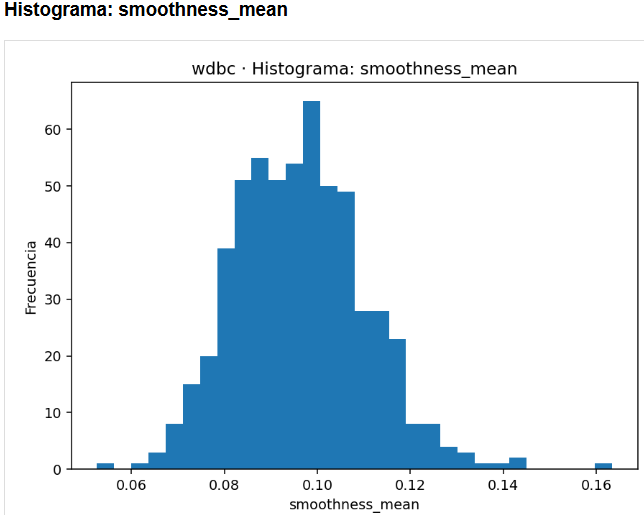 Histograma: smoothness_mean
wdbc · Histograma: smoothness_mean
Frecuencia
60
50
40
30
20
10
0
0.06 0.08 0.10 0.12 0.14 0.16
smoothness_mean